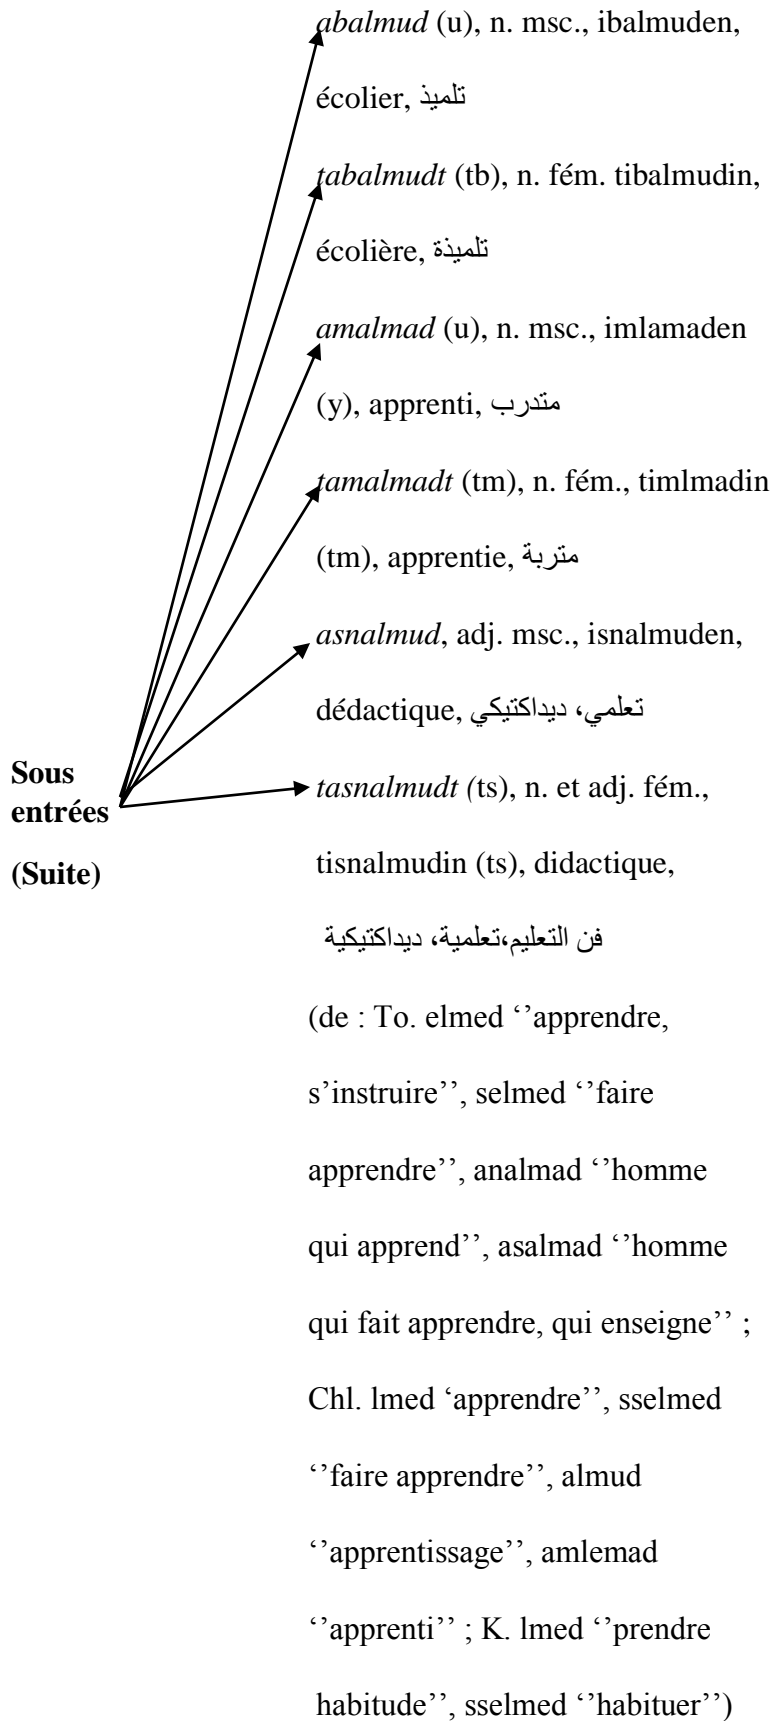 abalmud (u), n. msc., ibalmuden,
écolier, تلميذ
tabalmudt (tb), n. fém. tibalmudin,
écolière, تلميذة
amalmad (u), n. msc., imlamaden
(y), apprenti, متدرب
tamalmadt (tm), n. fém., timlmadin
(tm), apprentie, متربة
asnalmud, adj. msc., isnalmuden,
dédactique, تعلمي، ديداكتيكي
Sous
entrées
(Suite)
tasnalmudt (ts), n. et adj. fém.,
tisnalmudin (ts), didactique,
فن التعليم،تعلمية، ديداكتيكية
(de : To. elmed ‘’apprendre,
s’instruire’’, selmed ‘’faire
apprendre’’, analmad ‘’homme
qui apprend’’, asalmad ‘’homme
qui fait apprendre, qui enseigne’’ ;
Chl. lmed ‘apprendre’’, sselmed
‘’faire apprendre’’, almud
‘’apprentissage’’, amlemad
‘’apprenti’’ ; K. lmed ‘’prendre
habitude’’, sselmed ‘’habituer’’)